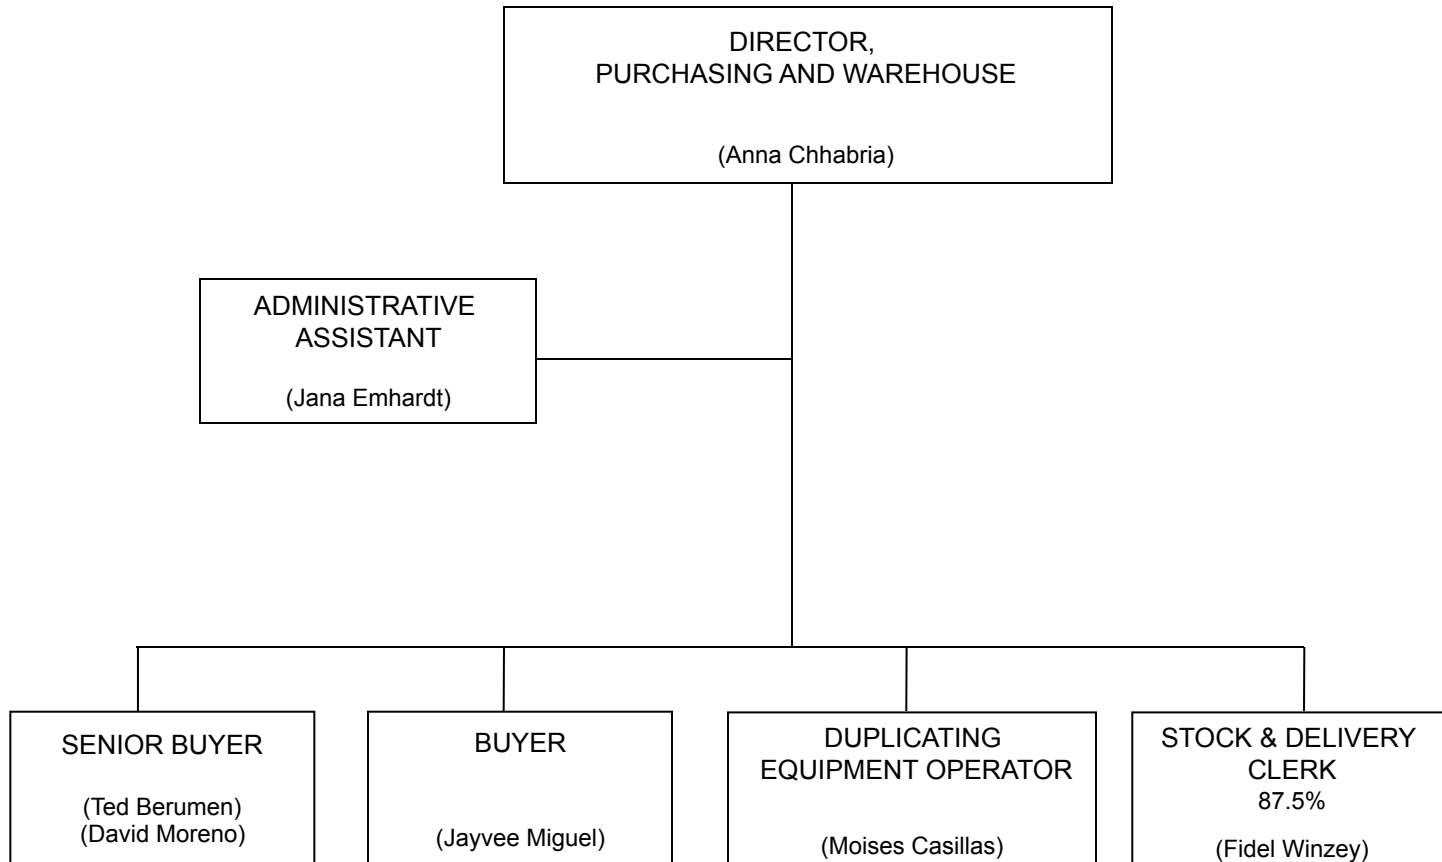 DIRECTOR,
PURCHASING AND WAREHOUSE
(Anna Chhabria)
ADMINISTRATIVE
ASSISTANT
(Jana Emhardt)
SENIOR BUYER
(Ted Berumen)
(David Moreno)
BUYER
(Jayvee Miguel)
DUPLICATING
EQUIPMENT OPERATOR
(Moises Casillas)
STOCK & DELIVERY
CLERK
87.5%
(Fidel Winzey)